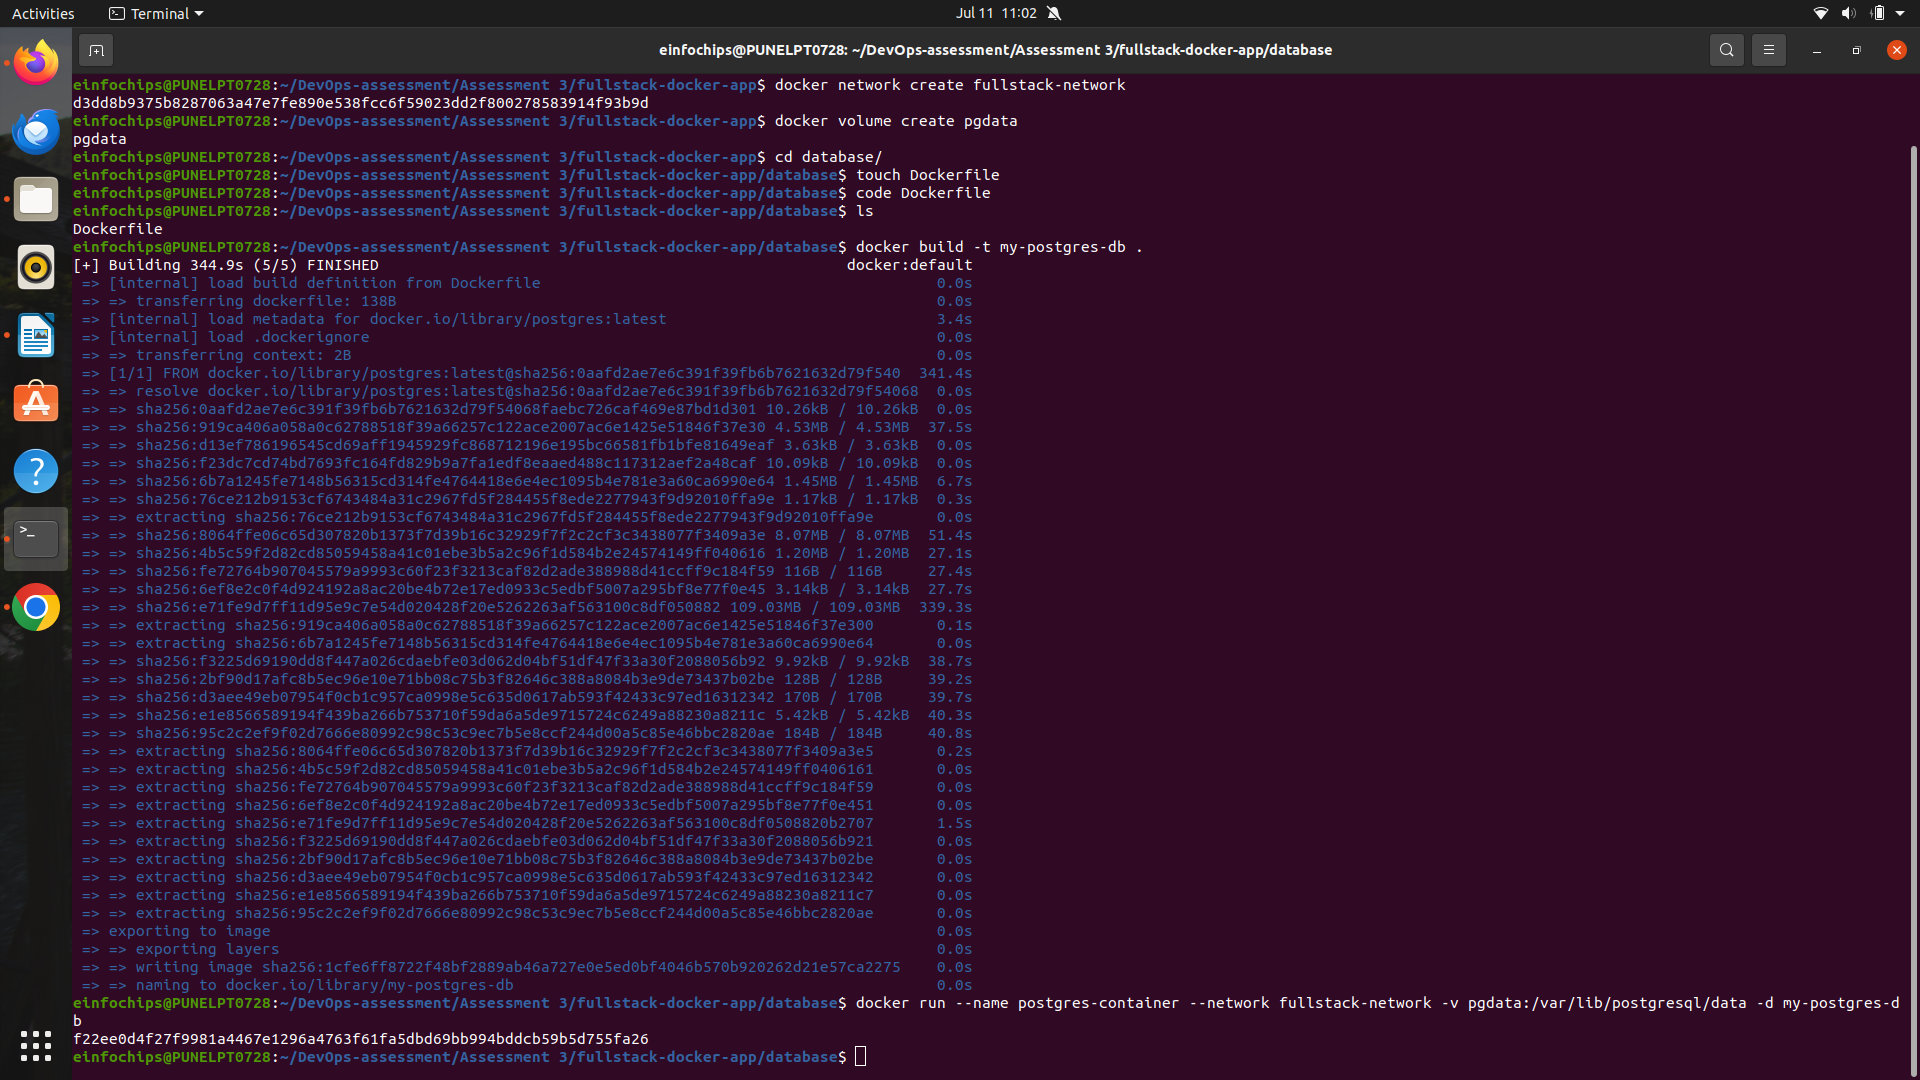 Activities
Terminal
Jul 11 11:02
einfochips@PUNELPT0728: ~/DevOps-assessment/Assessment 3/fullstack-docker-app/database
einfochips@PUNELPT0728:~/DevOps-assessment/Assessment 3/fullstack-docker-app$ docker network create fullstack-network
d3dd8b9375b8287063a47e7fe890e538fcc6f59023dd2f800278583914f93b9d
einfochips@PUNELPT0728:~/DevOps-assessment/Assessment 3/fullstack-docker-app$ docker volume create pgdata
pgdata
einfochips@PUNELPT0728:~/DevOps-assessment/Assessment 3/fullstack-docker-app$ cd database/
einfochips@PUNELPT0728:~/DevOps-assessment/Assessment 3/fullstack-docker-app/database$ touch Dockerfile
einfochips@PUNELPT0728:~/DevOps-assessment/Assessment 3/fullstack-docker-app/database$ code Dockerfile
einfochips@PUNELPT0728:~/DevOps-assessment/Assessment 3/fullstack-docker-app/database$ ls
Dockerfile
einfochips@PUNELPT0728:~/DevOps-assessment/Assessment 3/fullstack-docker-app/database$ docker build -t my-postgres-db .
[+] Building 344.9s (5/5) FINISHED docker:default
=> [internal] load build definition from Dockerfile 0.0s
=> => transferring dockerfile: 138B 0.0s
=> [internal] load metadata for docker.io/library/postgres:latest 3.4s
=> [internal] load .dockerignore 0.0s
=> => transferring context: 2B 0.0s
=> [1/1] FROM docker.io/library/postgres:latest@sha256:0aafd2ae7e6c391f39fb6b7621632d79f540 341.4s
=> => resolve docker.io/library/postgres:latest@sha256:0aafd2ae7e6c391f39fb6b7621632d79f54068 0.0s
=> => sha256:0aafd2ae7e6c391f39fb6b7621632d79f54068faebc726caf469e87bd1d301 10.26kB / 10.26kB 0.0s
=> => sha256:919ca406a058a0c62788518f39a66257c122ace2007ac6e1425e51846f37e30 4.53MB / 4.53MB 37.5s
=> => sha256:d13ef786196545cd69aff1945929fc868712196e195bc66581fb1bfe81649eaf 3.63kB / 3.63kB 0.0s
=> => sha256:f23dc7cd74bd7693fc164fd829b9a7fa1edf8eaaed488c117312aef2a48caf 10.09kB / 10.09kB 0.0s
=> => sha256:6b7a1245fe7148b56315cd314fe4764418e6e4ec1095b4e781e3a60ca6990e64 1.45MB / 1.45MB 6.7s
=> => sha256:76ce212b9153cf6743484a31c2967fd5f284455f8ede2277943f9d92010ffa9e 1.17kB / 1.17kB 0.3s
=> => extracting sha256:76ce212b9153cf6743484a31c2967fd5f284455f8ede2277943f9d92010ffa9e 0.0s
=> => sha256:8064ffe06c65d307820b1373f7d39b16c32929f7f2c2cf3c3438077f3409a3e 8.07MB / 8.07MB 51.4s
=> => sha256:4b5c59f2d82cd85059458a41c01ebe3b5a2c96f1d584b2e24574149ff040616 1.20MB / 1.20MB 27.1s
=> => sha256:fe72764b907045579a9993c60f23f3213caf82d2ade388988d41ccff9c184f59 116B / 116B 27.4s
=> => sha256:6ef8e2c0f4d924192a8ac20be4b72e17ed0933c5edbf5007a295bf8e77f0e45 3.14kB / 3.14kB 27.7s
=> => sha256:e71fe9d7ff11d95e9c7e54d020428f20e5262263af563100c8df050882 109.03MB / 109.03MB 339.3s
=> => extracting sha256:919ca406a058a0c62788518f39a66257c122ace2007ac6e1425e51846f37e300 0.1s
=> => extracting sha256:6b7a1245fe7148b56315cd314fe4764418e6e4ec1095b4e781e3a60ca6990e64 0.0s
=> => sha256:f3225d69190dd8f447a026cdaebfe03d062d04bf51df47f33a30f2088056b92 9.92kB / 9.92kB 38.7s
=> => sha256:2bf90d17afc8b5ec96e10e71bb08c75b3f82646c388a8084b3e9de73437b02be 128B / 128B 39.2s
=> => sha256:d3aee49eb07954f0cb1c957ca0998e5c635d0617ab593f42433c97ed16312342 170B / 170B 39.7s
=> => sha256:e1e8566589194f439ba266b753710f59da6a5de9715724c6249a88230a8211c 5.42kB / 5.42kB 40.3s
=> => sha256:95c2c2ef9f02d7666e80992c98c53c9ec7b5e8ccf244d00a5c85e46bbc2820ae 184B / 184B 40.8s
=> => extracting sha256:8064ffe06c65d307820b1373f7d39b16c32929f7f2c2cf3c3438077f3409a3e5 0.2s
=> => extracting sha256:4b5c59f2d82cd85059458a41c01ebe3b5a2c96f1d584b2e24574149ff0406161 0.0s
=> => extracting sha256:fe72764b907045579a9993c60f23f3213caf82d2ade388988d41ccff9c184f59 0.0s
=> => extracting sha256:6ef8e2c0f4d924192a8ac20be4b72e17ed0933c5edbf5007a295bf8e77f0e451 0.0s
=> => extracting sha256:e71fe9d7ff11d95e9c7e54d020428f20e5262263af563100c8df0508820b2707 1.5s
=> => extracting sha256:f3225d69190dd8f447a026cdaebfe03d062d04bf51df47f33a30f2088056b921 0.0s
=> => extracting sha256:2bf90d17afc8b5ec96e10e71bb08c75b3f82646c388a8084b3e9de73437b02be 0.0s
=> => extracting sha256:d3aee49eb07954f0cb1c957ca0998e5c635d0617ab593f42433c97ed16312342 0.0s
=> => extracting sha256:e1e8566589194f439ba266b753710f59da6a5de9715724c6249a88230a8211c7 0.0s
=> => extracting sha256:95c2c2ef9f02d7666e80992c98c53c9ec7b5e8ccf244d00a5c85e46bbc2820ae 0.0s
=> exporting to image 0.0s
=> => exporting layers 0.0s
=> => writing image sha256:1cfe6ff8722f48bf2889ab46a727e0e5ed0bf4046b570b920262d21e57ca2275 0.0s
=> => naming to docker.io/library/my-postgres-db 0.0s
einfochips@PUNELPT0728:~/DevOps-assessment/Assessment 3/fullstack-docker-app/database$ docker run --name postgres-container --network fullstack-network -v pgdata:/var/lib/postgresql/data -d my-postgres-d
b
f22ee0d4f27f9981a4467e1296a4763f61fa5dbd69bb994bddcb59b5d755fa26
einfochips@PUNELPT0728:~/DevOps-assessment/Assessment 3/fullstack-docker-app/database$